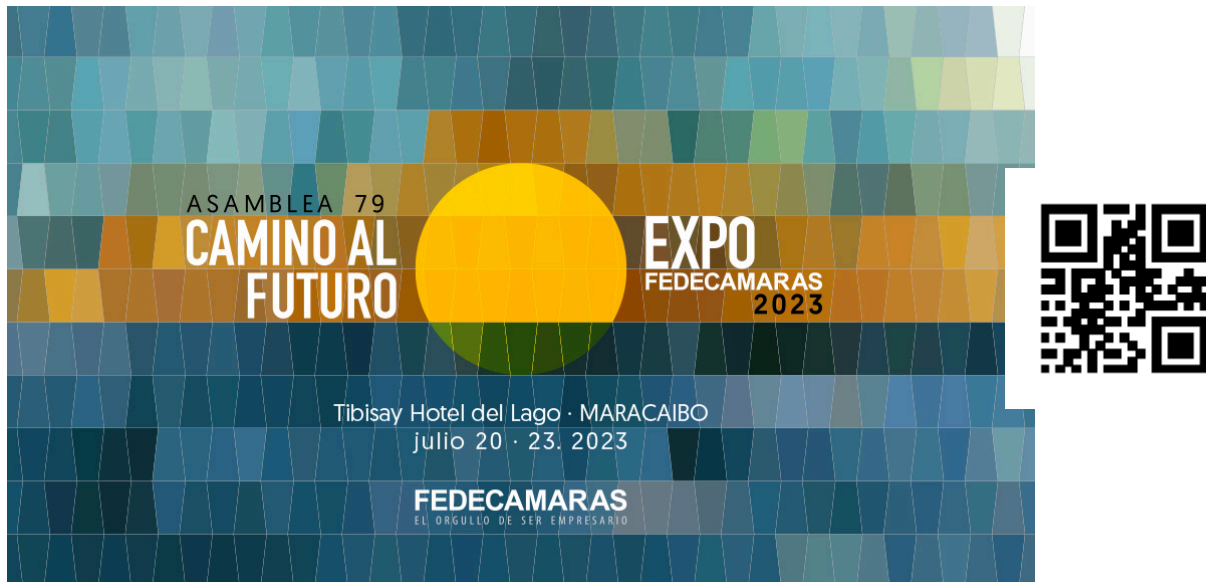 ASAMBLEA 79
CAMINO AL
FUTURO
EXPO
FEDECAMARAS
2023
Tibisay Hotel del Lago · MARACAIBO
julio 20 · 23. 2023
FEDECAMARAS
EL ORGULLO DE SER EMPRESARIO